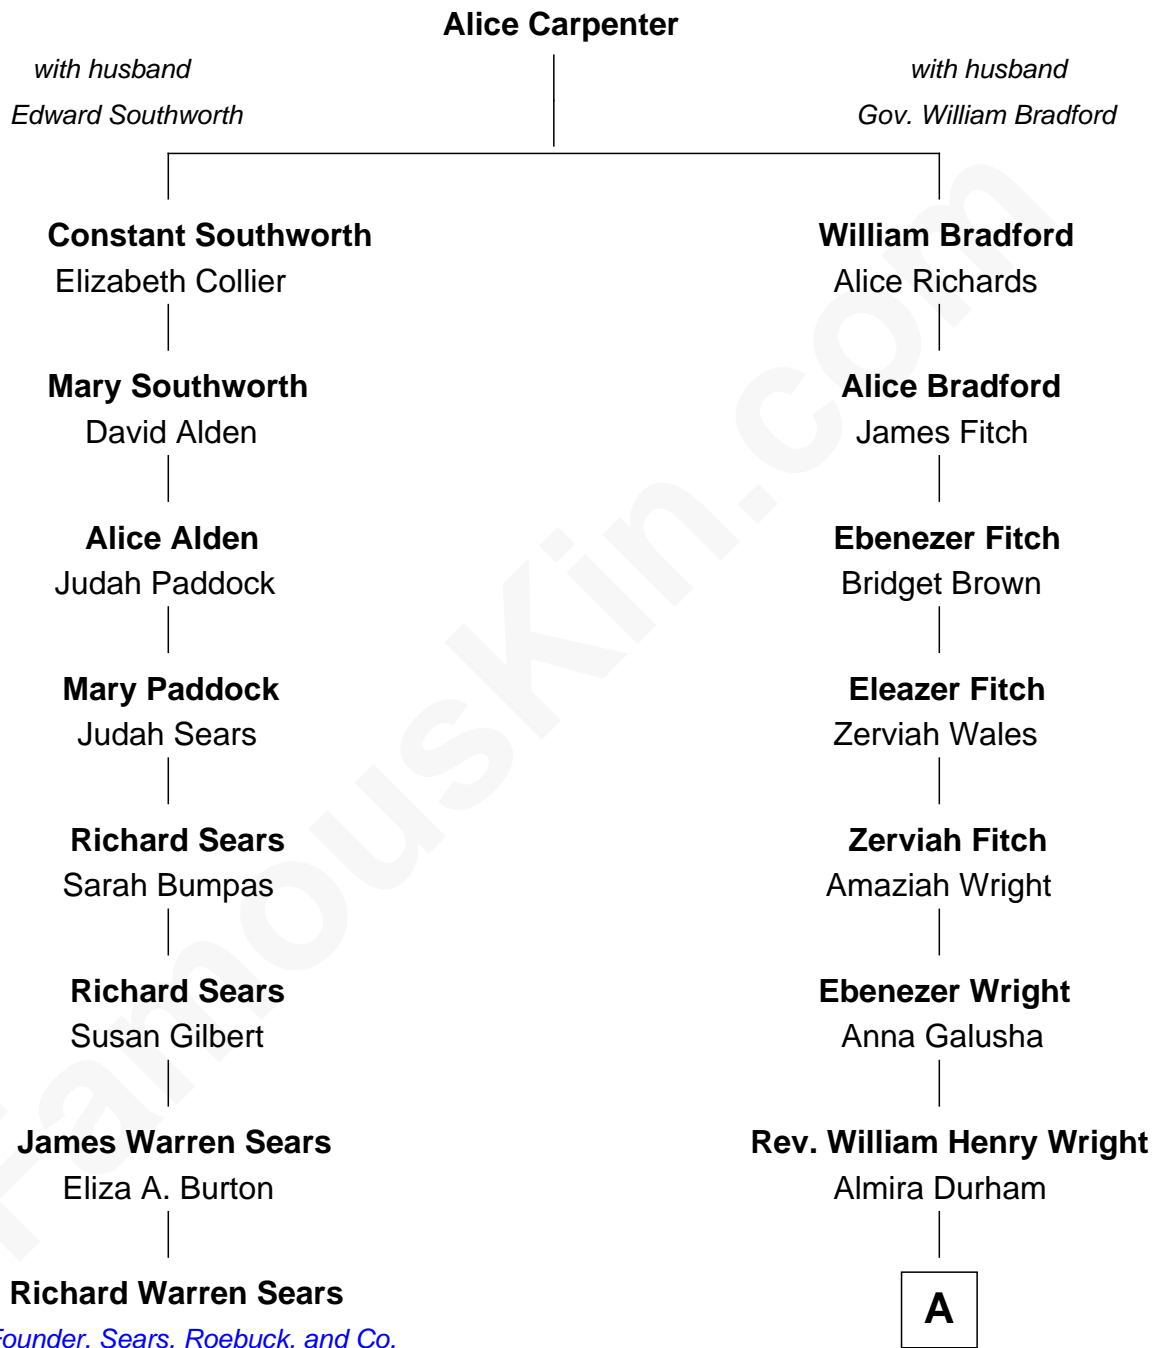 Alice Carpenter
with husband
Edward Southworth
with husband
Gov. William Bradford
Constant Southworth
Elizabeth Collier
William Bradford
Alice Richards
Mary Southworth
David Alden
Alice Bradford
James Fitch
Alice Alden
Judah Paddock
Ebenezer Fitch
Bridget Brown
Mary Paddock
Judah Sears
Eleazer Fitch
Zerviah Wales
Richard Sears
Sarah Bumpas
Zerviah Fitch
Amaziah Wright
Richard Sears
Susan Gilbert
Ebenezer Wright
Anna Galusha
James Warren Sears
Eliza A. Burton
Rev. William Henry Wright
Almira Durham
Richard Warren Sears
Founder, Sears, Roebuck, and Co.
A
FamousKin.com